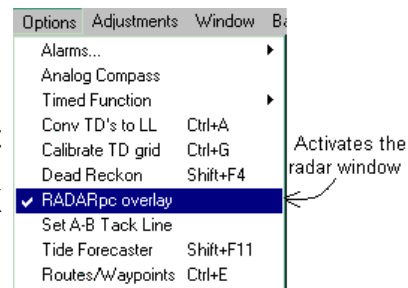 Options Adjustments Window
Alarms...
Analog Compass
Timed Function
Conv TD's to LL Ctrl+A
Calibrate TD grid Ctrl+G
Dead Reckon Shift+F4
RADARpc overlay
Set A-B Tack Line
Tide Forecaster Shift+F11
Routes/Waypoints Ctrl+E
Activates the
radar window